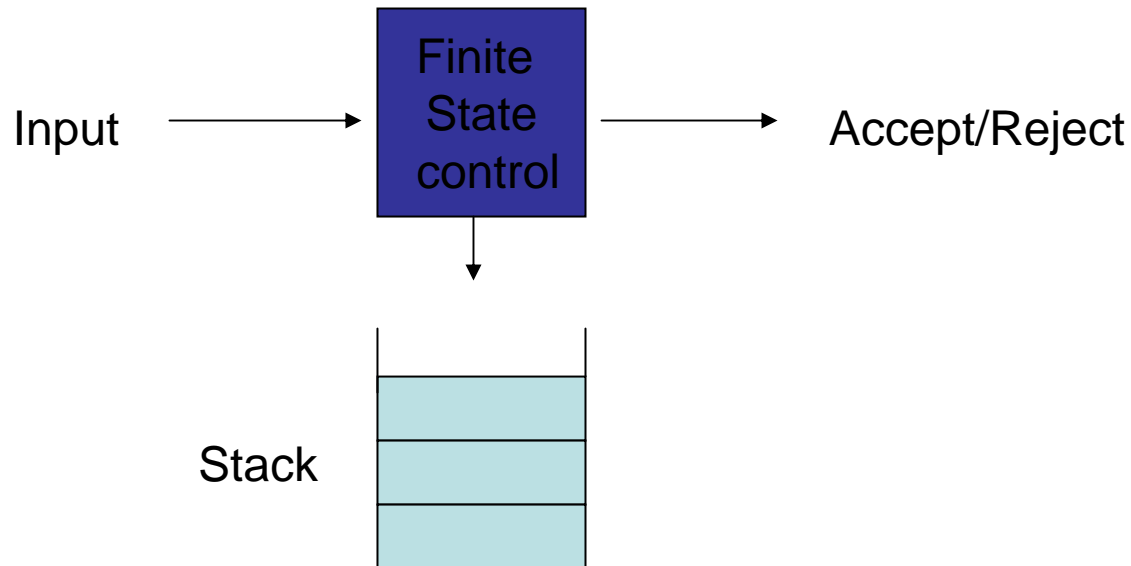 Input
Finite
State
control
Accept/Reject
Stack